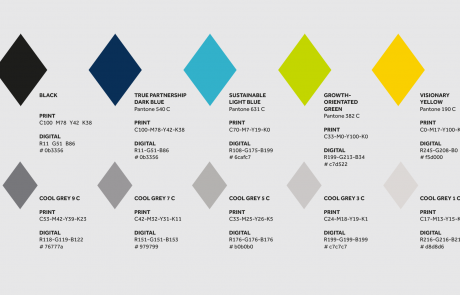 BLACK
PRINT
C100 M78 Y42 K38
DIGITAL
R11 G51 B86
# 0b3356
TRUE PARTNERSHIP
DARK BLUE
Pantone 540 C
PRINT
C100-M78-Y42-K38
DIGITAL
R11-G51-B86
# 0b3356
SUSTAINABLE
LIGHT BLUE
Pantone 631 C
PRINT
C70-M7-Y19-K0
DIGITAL
R108-G175-B199
# 6cafc7
GROWTH-
ORIENTATED
GREEN
Pantone 382 C
PRINT
C33-M0-Y100-K0
DIGITAL
R199-G213-B34
# c7d522
VISIONARY
YELLOW
Pantone 190 C
PRINT
C0-M17-Y100-K
DIGITAL
R245-G208-B0
# f5d000
COOL GREY 9 C
PRINT
C53-M42-Y39-K23
DIGITAL
R118-G119-B122
# 76777a
COOL GREY 7 C
PRINT
C42-M32-Y31-K11
DIGITAL
R151-G151-B153
# 979799
COOL GREY 5 C
PRINT
C33-M25-Y26-K5
DIGITAL
R176-G176-B176
# b0b0b0
COOL GREY 3 C
PRINT
C24-M18-Y19-K1
DIGITAL
R199-G199-B199
# c7c7c7
COOL GREY 1 C
PRINT
C17-M13-Y15-K
DIGITAL
R216-G216-B21
# d8d8d6